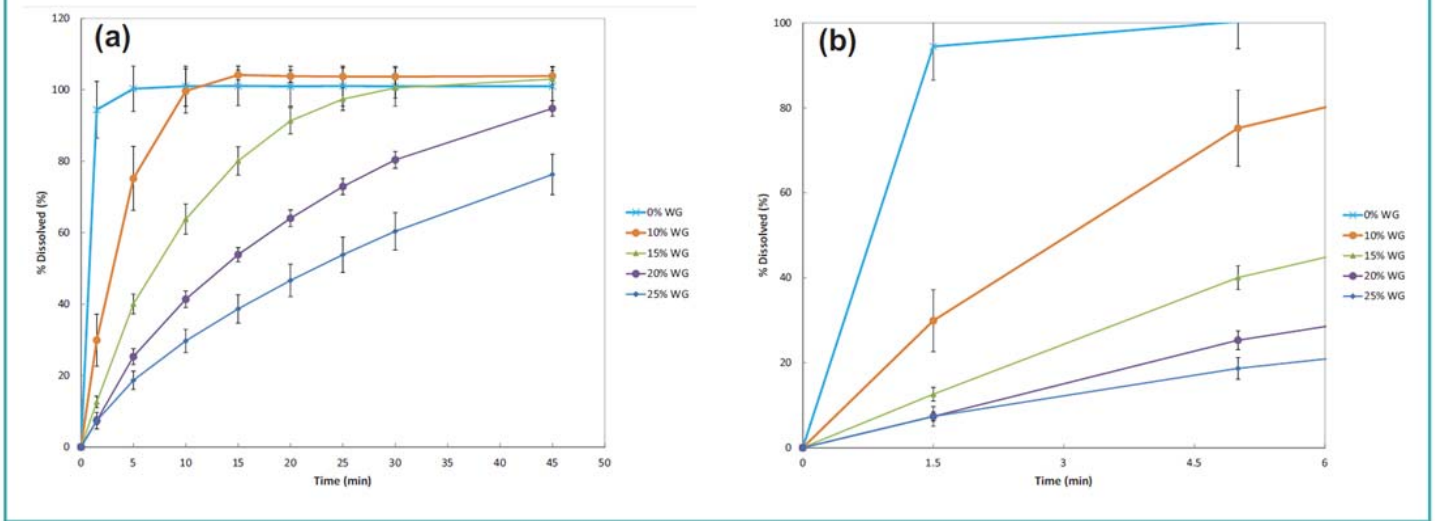 (a)
120
100
80
60
40
20
0
% Dissolved (%)
0 5 10 15 20 25 30 35 40 45 50
Time (min)
0% WG
10% WG
15% WG
20% WG
25% WG
(b)
100
80
60
40
20
0
% Dissolved (%)
0 1.5 3 4.5 6
Time (min)
0% WG
10% WG
15% WG
20% WG
25% WG